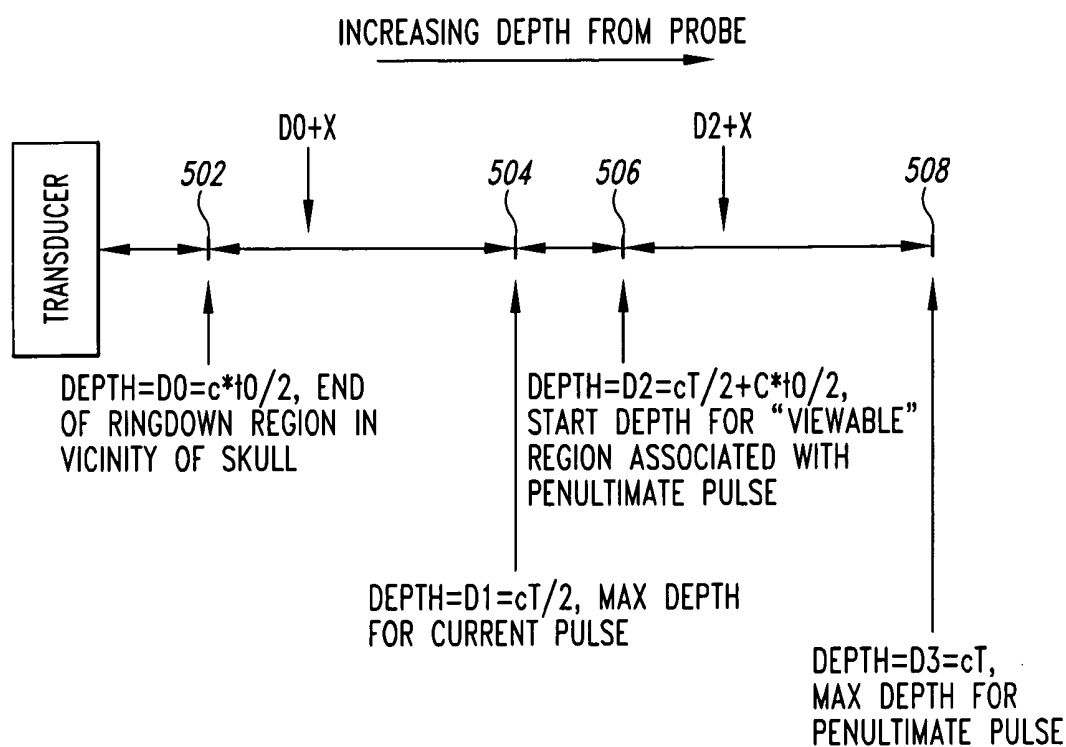 INCREASING DEPTH FROM PROBE
D0+X
D2+X
502
504
506
508
TRANSDUCER
DEPTH=D0=c*t0/2, END
OF RINGDOWN REGION IN
VICINITY OF SKULL
DEPTH=D2=cT/2+C*t0/2,
START DEPTH FOR “VIEWABLE”
REGION ASSOCIATED WITH
PENULTIMATE PULSE
DEPTH=D1=cT/2, MAX DEPTH
FOR CURRENT PULSE
DEPTH=D3=cT,
MAX DEPTH FOR
PENULTIMATE PULSE